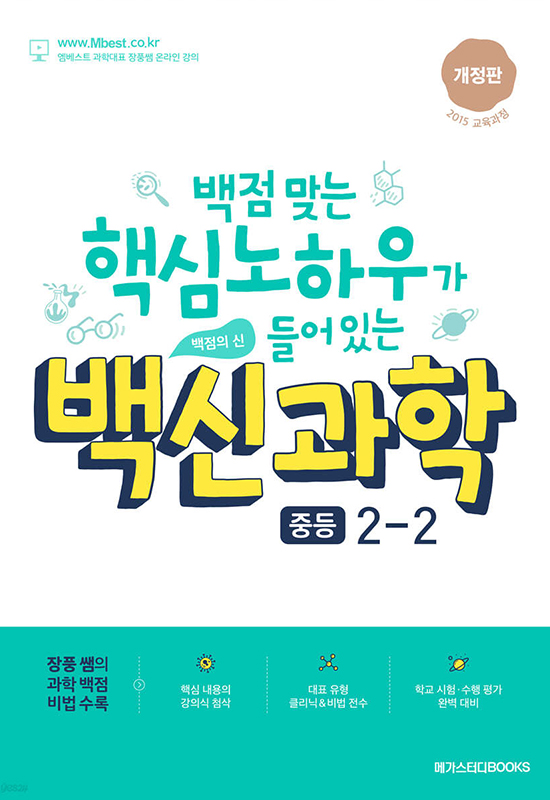 www.Mbest.co.kr
엠베스트 과학대표 장풍쌤 온라인 강의
개정판
2015 교육과정
백점 맞는
핵심노하우가
백점의 신
들어있는
백신과학
중등 2-2
장풍 쌤의
과학 백점
비법 수록
핵심 내용의
강의식 첨삭
대표 유형
클리닉&비법 전수
학교 시험·수행 평가
완벽 대비
메가스터디BOOKS